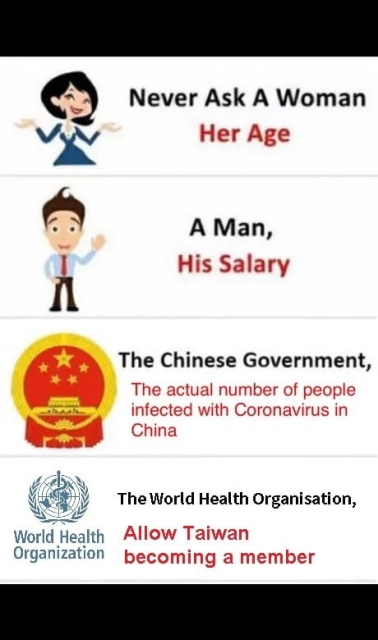 Never Ask A Woman
Her Age
A Man,
His Salary
The Chinese Government,
The actual number of people
infected with Coronavirus in
China
The World Health Organisation,
World Health
Organization
Allow Taiwan
becoming a member